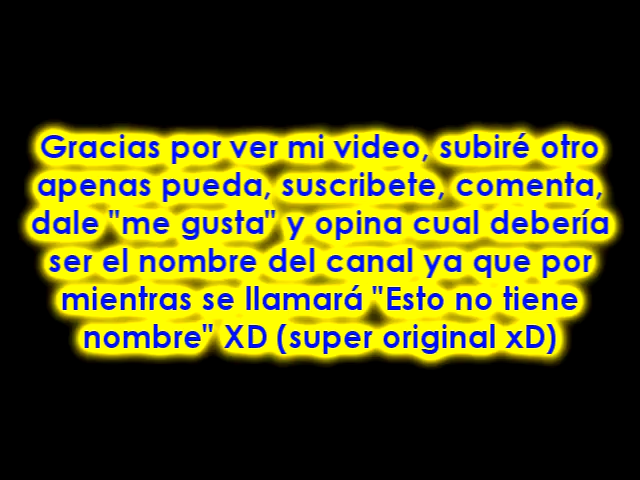 Gracias por ver mi video, subiré otro
apenas pueda, suscribete, comenta,
dale "me gusta" y opina cual debería
ser el nombre del canal ya que por
mientras se llamará "Esto no tiene
nombre" XD (super original xD)